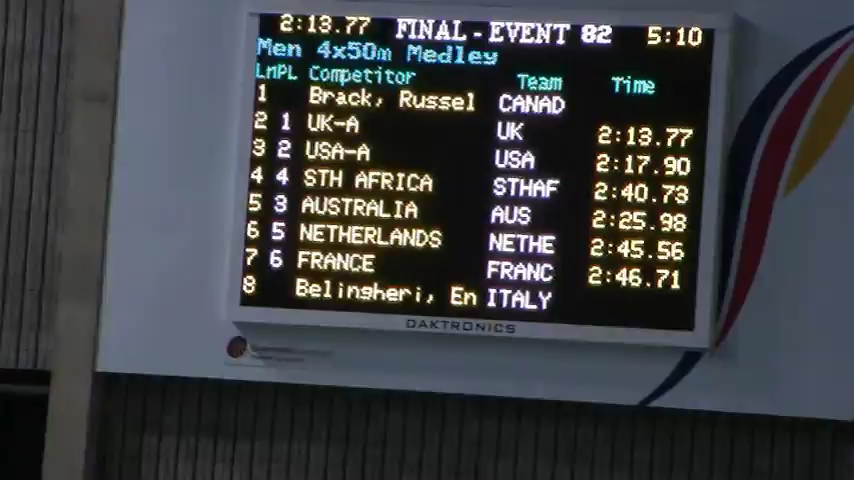 2:13.77 FINAL - EVENT 82 5:10
Men 4x50m Medley
LnPL Competitor Team Time
1 Brack, Russel CANAD
2 1 UK-A UK 2:13.77
3 2 USA-A USA 2:17.90
4 4 STH AFRICA STHAF 2:40.73
5 3 AUSTRALIA AUS 2:25.98
6 5 NETHERLANDS NETHE 2:45.56
7 6 FRANCE FRANC 2:46.71
8 Belingheri, En ITALY
DAKTRONICS